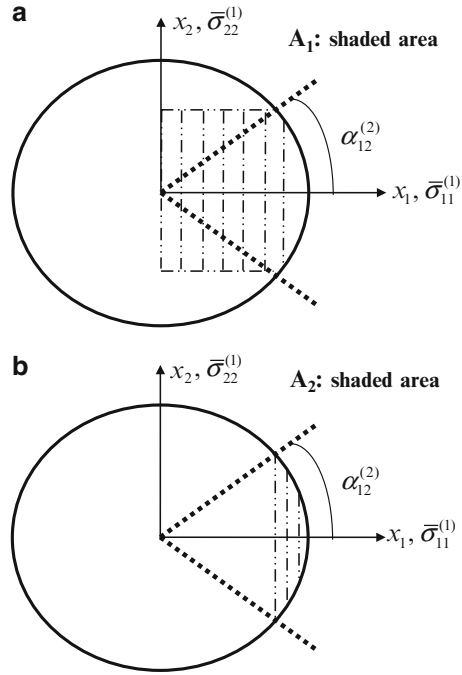 a
x₂, σ̅₂₂⁽¹⁾
A₁: shaded area
α₁₂⁽²⁾
x₁, σ̅₁₁⁽¹⁾
b
x₂, σ̅₂₂⁽¹⁾
A₂: shaded area
α₁₂⁽²⁾
x₁, σ̅₁₁⁽¹⁾